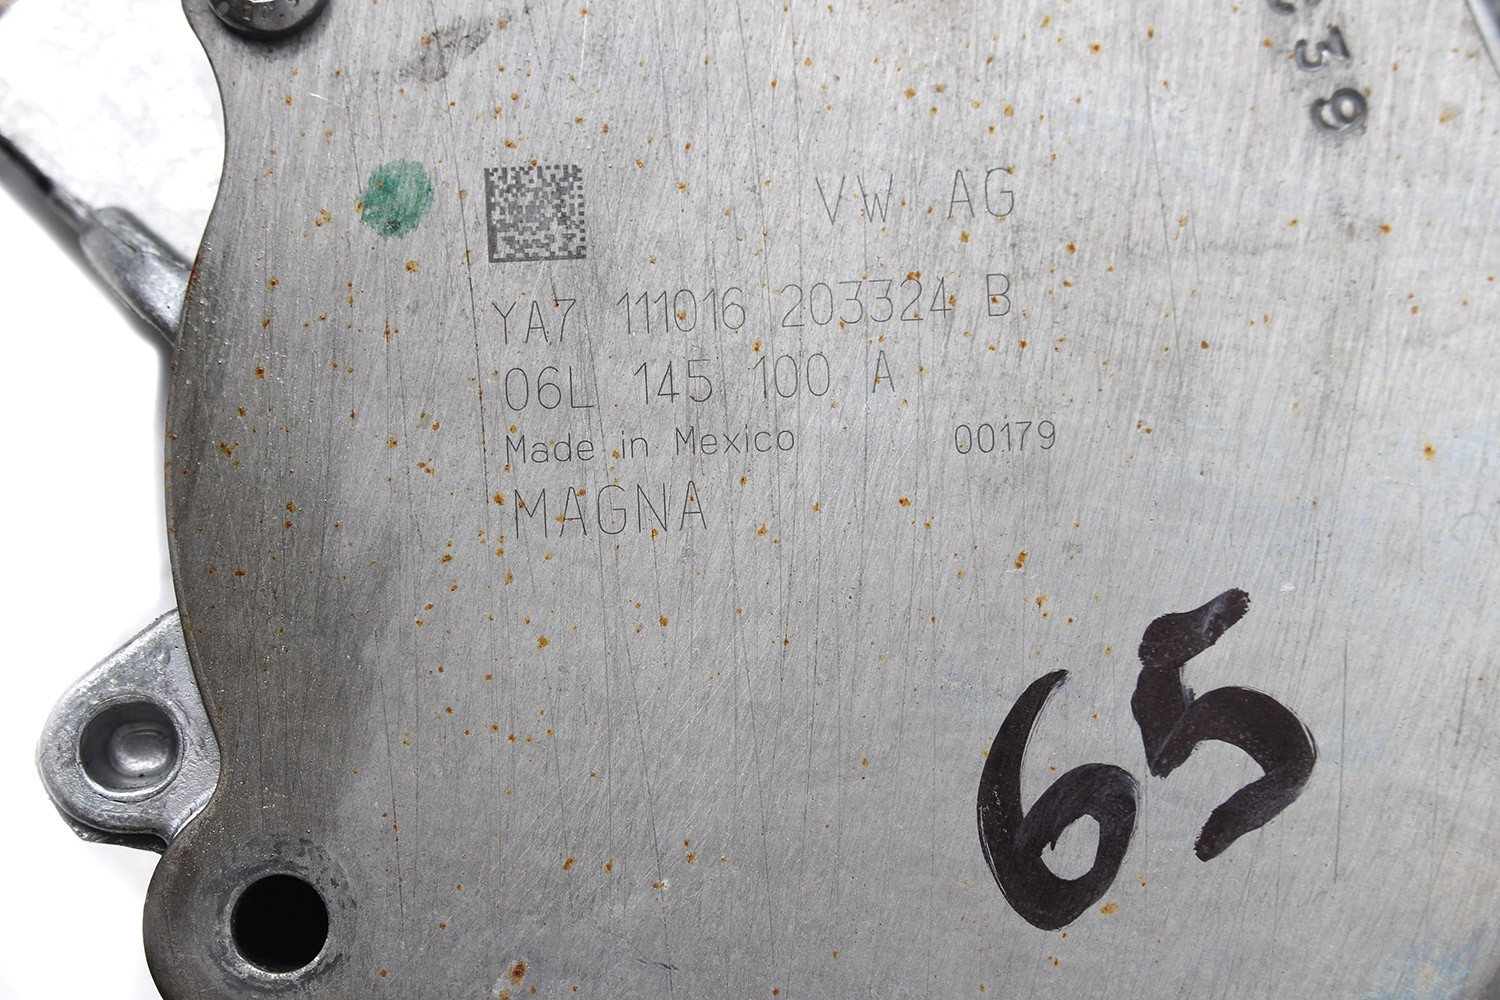 VW AG
YA7 111016 203324 B
06L 145 100 A
Made in Mexico 00179
MAGNA
65